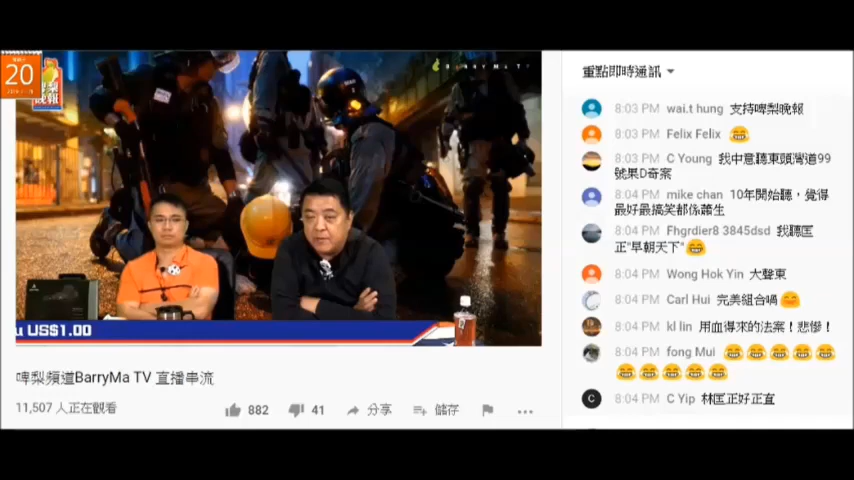 20
啤梨
晚報
BARRYMA T
u US$1.00
啤梨頻道BarryMa TV 直播串流
11,507 人正在觀看
882
41
分享
儲存
重點即時通訊
8:03 PM wai.t hung 支持啤梨晚報
8:03 PM Felix Felix 😂
8:03 PM C Young 我中意聽東頭灣道99
號果D奇案
8:04 PM mike chan 10年開始聽，覺得
最好最搞笑都係蕭生
8:04 PM Fhgrdier8 3845dsd 我聽匡
正"早朝天下"😂
8:04 PM Wong Hok Yin 大聲東
8:04 PM Carl Hui 完美組合喎😊
8:04 PM kl lin 用血得來的法案！悲慘！
8:04 PM fong Mui 😂😂😂😂😂
😂😂😂😂😂
C 8:04 PM C Yip 林匡正好正直